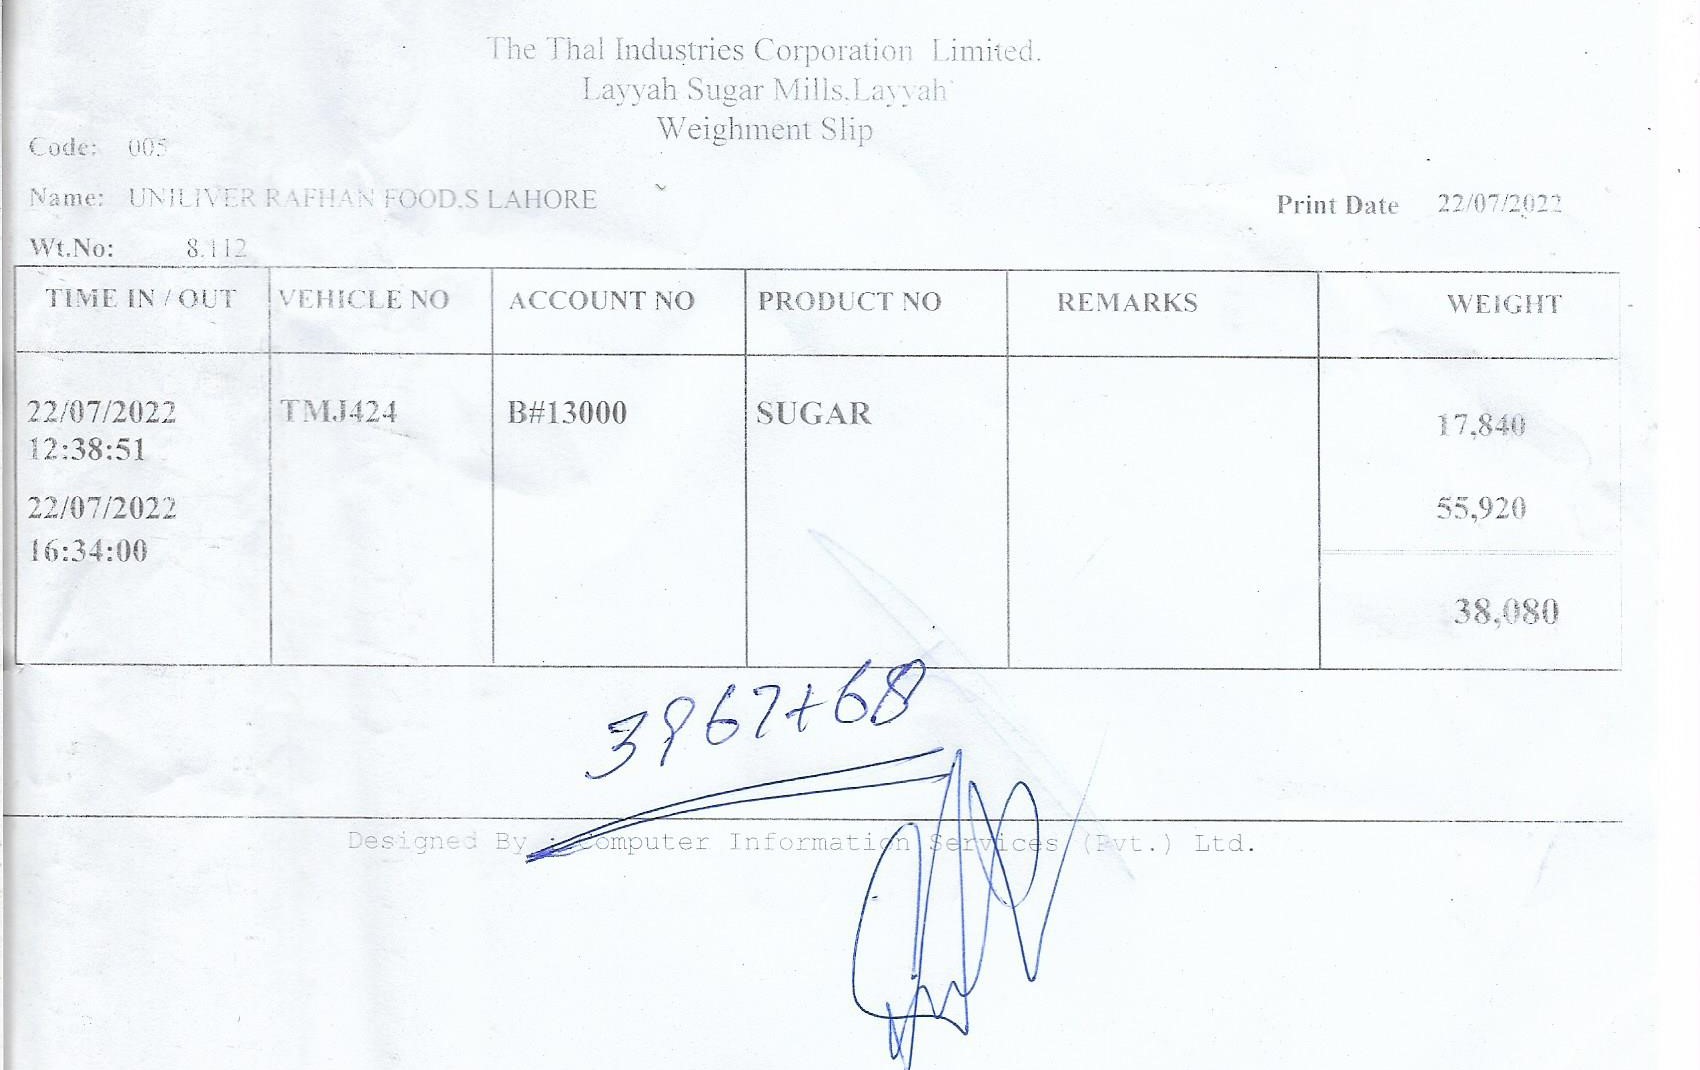 The Thal Industries Corporation Limited.
Layyah Sugar Mills,Layyah
Weighment Slip
Code: 005
Name: UNILIVER RAFHAN FOOD.S LAHORE
Print Date 22/07/2022
Wt.No: 8.112
TIME IN / OUT VEHICLE NO ACCOUNT NO PRODUCT NO REMARKS WEIGHT
22/07/2022 TMJ424 B#13000 SUGAR 17,840
12:38:51
22/07/2022 55,920
16:34:00
38,080
3967+68
Designed By : Computer Information Services (Pvt.) Ltd.